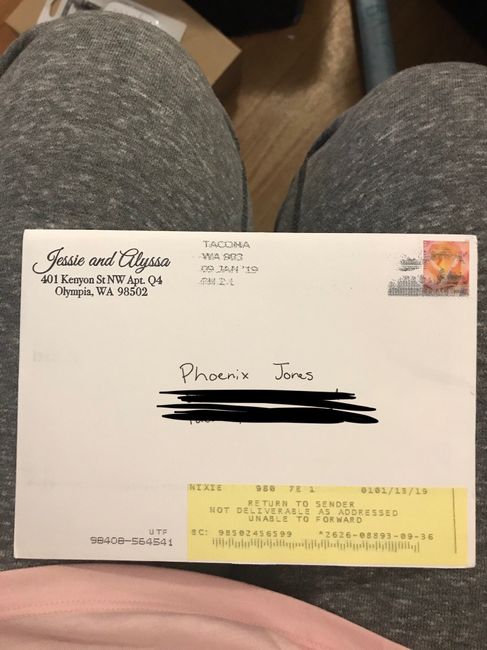 Jessie and Alyssa
401 Kenyon St NW Apt. Q4
Olympia, WA 98502
TACOMA
WA 983
09 JAN '19
PM 2 L
Phoenix Jones
NIXIE 980 7E 1 0101/13/19
RETURN TO SENDER
NOT DELIVERABLE AS ADDRESSED
UNABLE TO FORWARD
UTF
98408-564541
BC: 98502456599 *2626-08893-09-36